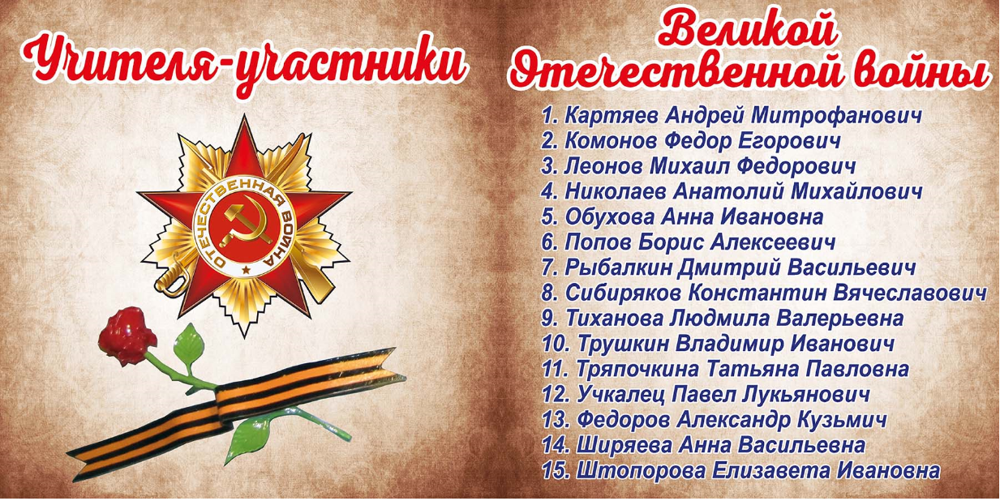 Учителя-участники
ОТЕЧЕСТВЕННАЯ ВОЙНА
Великой
Отечественной войны
1. Картяев Андрей Митрофанович
2. Комонов Федор Егорович
3. Леонов Михаил Федорович
4. Николаев Анатолий Михайлович
5. Обухова Анна Ивановна
6. Попов Борис Алексеевич
7. Рыбалкин Дмитрий Васильевич
8. Сибиряков Константин Вячеславович
9. Тиханова Людмила Валерьевна
10. Трушкин Владимир Иванович
11. Тряпочкина Татьяна Павловна
12. Учкалец Павел Лукьянович
13. Федоров Александр Кузьмич
14. Ширяева Анна Васильевна
15. Штопорова Елизавета Ивановна